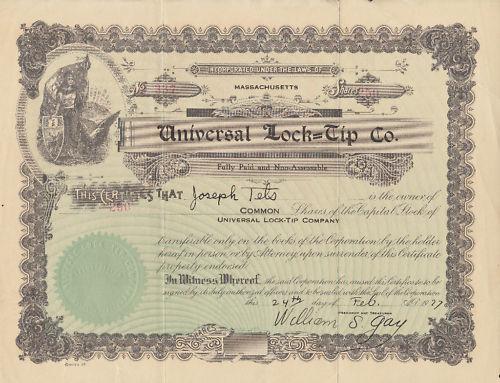 INCORPORATED UNDER THE LAWS OF
MASSACHUSETTS
No
Shares
Universal Lock=Tip Co.
Fully Paid and Non-Assessable
THIS CERTIFIES THAT Joseph is the owner of
COMMON Shares of the Capital Stock of
UNIVERSAL LOCK-TIP COMPANY
transferable only on the books of the Corporation by the holder
hereof in person or by Attorney upon surrender of this Certificate
properly endorsed.
In Witness Whereof, the said Corporation has caused this Certificate to be
signed by its duly authorized officers and to be sealed with the Seal of the Corporation
this 24th day of Feb. A.D. 1927
PRESIDENT AND TREASURER
William S. Gay